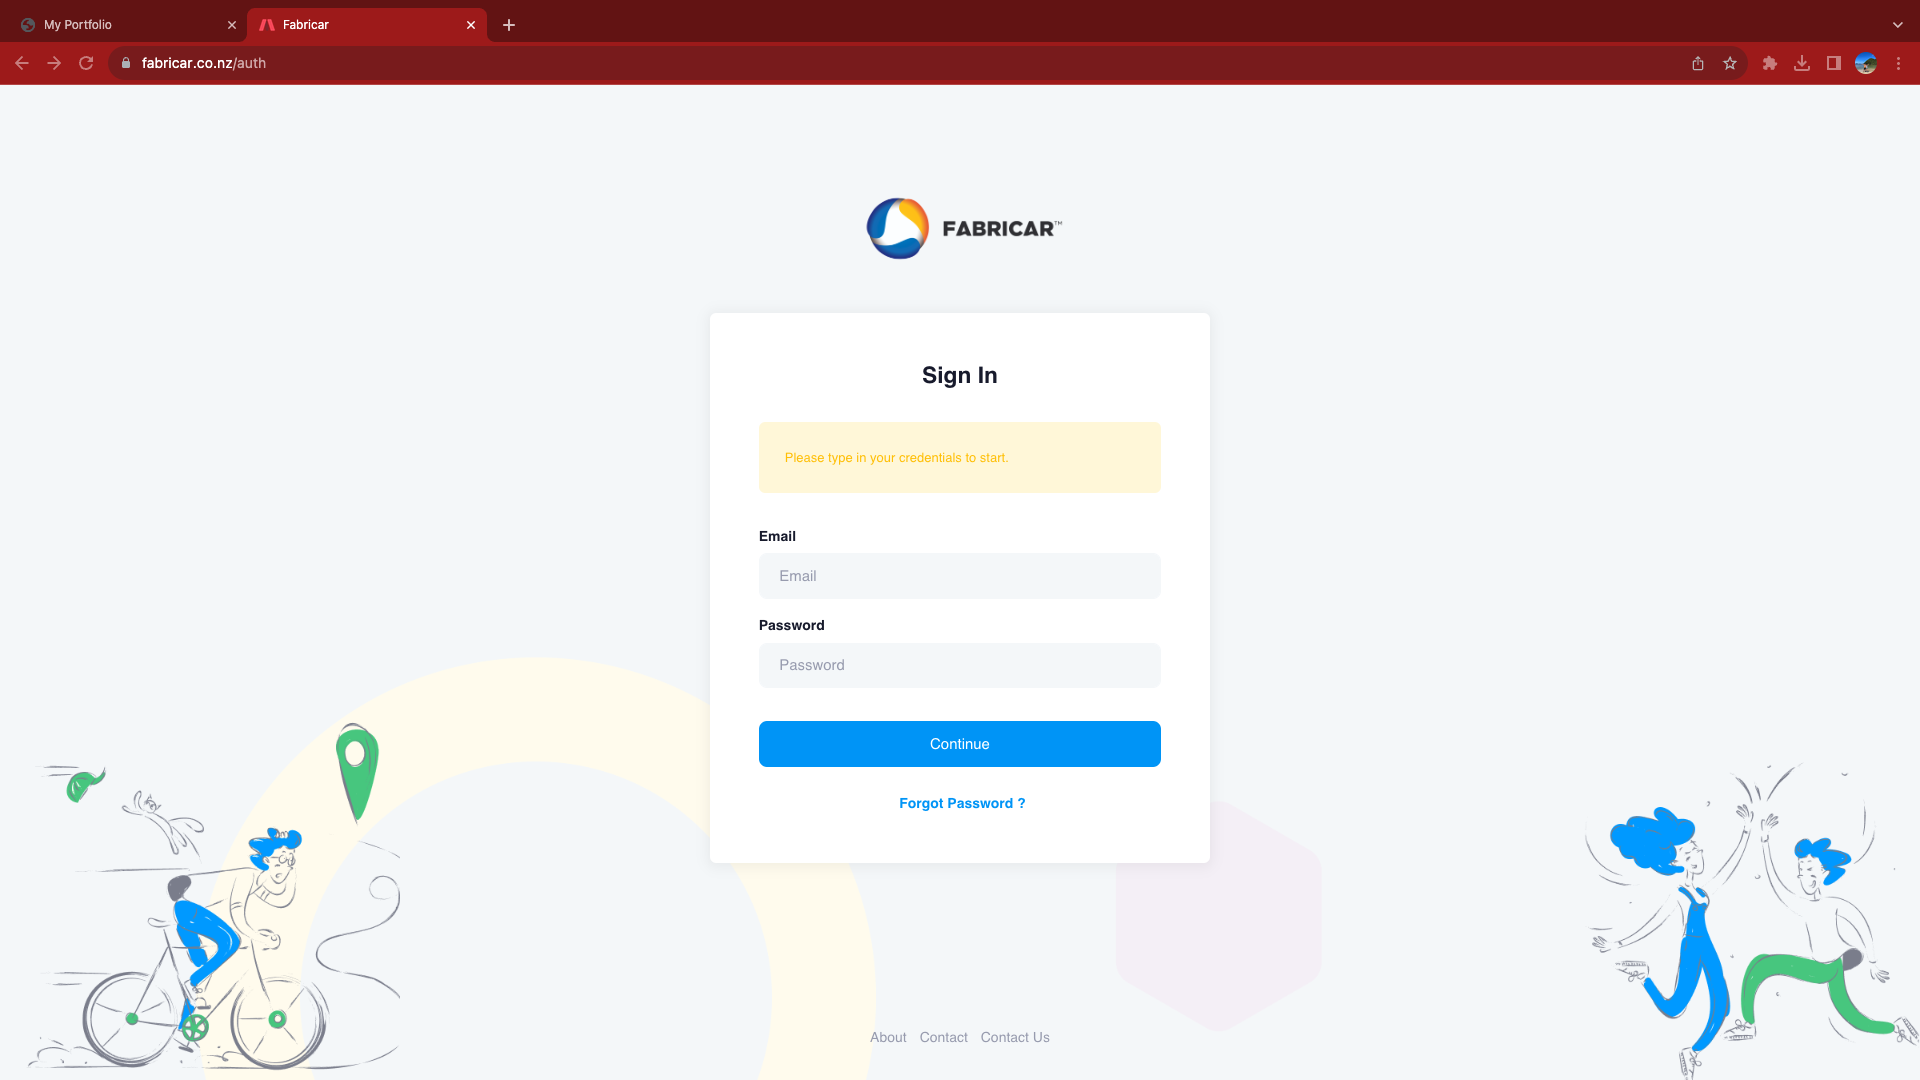 My Portfolio
Fabricar
fabricar.co.nz/auth
FABRICAR™
Sign In
Please type in your credentials to start.
Email
Email
Password
Password
Continue
Forgot Password ?
About Contact Contact Us